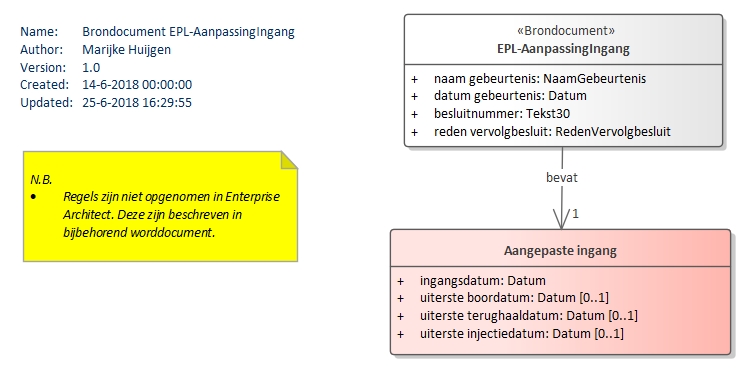 Name: Brondocument EPL-AanpassingIngang
Author: Marijke Huijgen
Version: 1.0
Created: 14-6-2018 00:00:00
Updated: 25-6-2018 16:29:55
N.B.
• Regels zijn niet opgenomen in Enterprise
Architect. Deze zijn beschreven in
bijbehorend worddocument.
«Brondocument»
EPL-AanpassingIngang
+ naam gebeurtenis: NaamGebeurtenis
+ datum gebeurtenis: Datum
+ besluitnummer: Tekst30
+ reden vervolgbesluit: RedenVervolgbesluit
bevat
1
Aangepaste ingang
+ ingangsdatum: Datum
+ uiterste boordatum: Datum [0..1]
+ uiterste terughaaldatum: Datum [0..1]
+ uiterste injectiedatum: Datum [0..1]